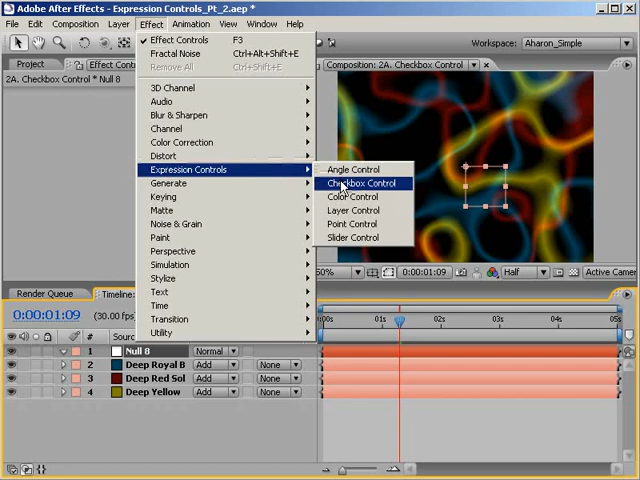 Adobe After Effects - Expression Controls_Pt_2.aep *
File Edit Composition Layer Effect Animation View Window Help
Workspace: Aharon_Simple
Project Effect Cont
2A. Checkbox Control * Null 8
Effect Controls F3
Fractal Noise Ctrl+Alt+Shift+E
Remove All Ctrl+Shift+E
3D Channel
Audio
Blur & Sharpen
Channel
Color Correction
Distort
Expression Controls
Generate
Keying
Matte
Noise & Grain
Paint
Perspective
Simulation
Stylize
Text
Time
Transition
Utility
Angle Control
Checkbox Control
Color Control
Layer Control
Point Control
Slider Control
Composition: 2A. Checkbox Control
50% 0:00:01:09 Half Active Camer
Render Queue Timeline:
0:00:01:09 (30.00 fps)
# Sourc
:00s 01s 02s 03s 04s 05s
1 Null 8 Normal
2 Deep Royal B Add None
3 Deep Red Sol Add None
4 Deep Yellow Add None